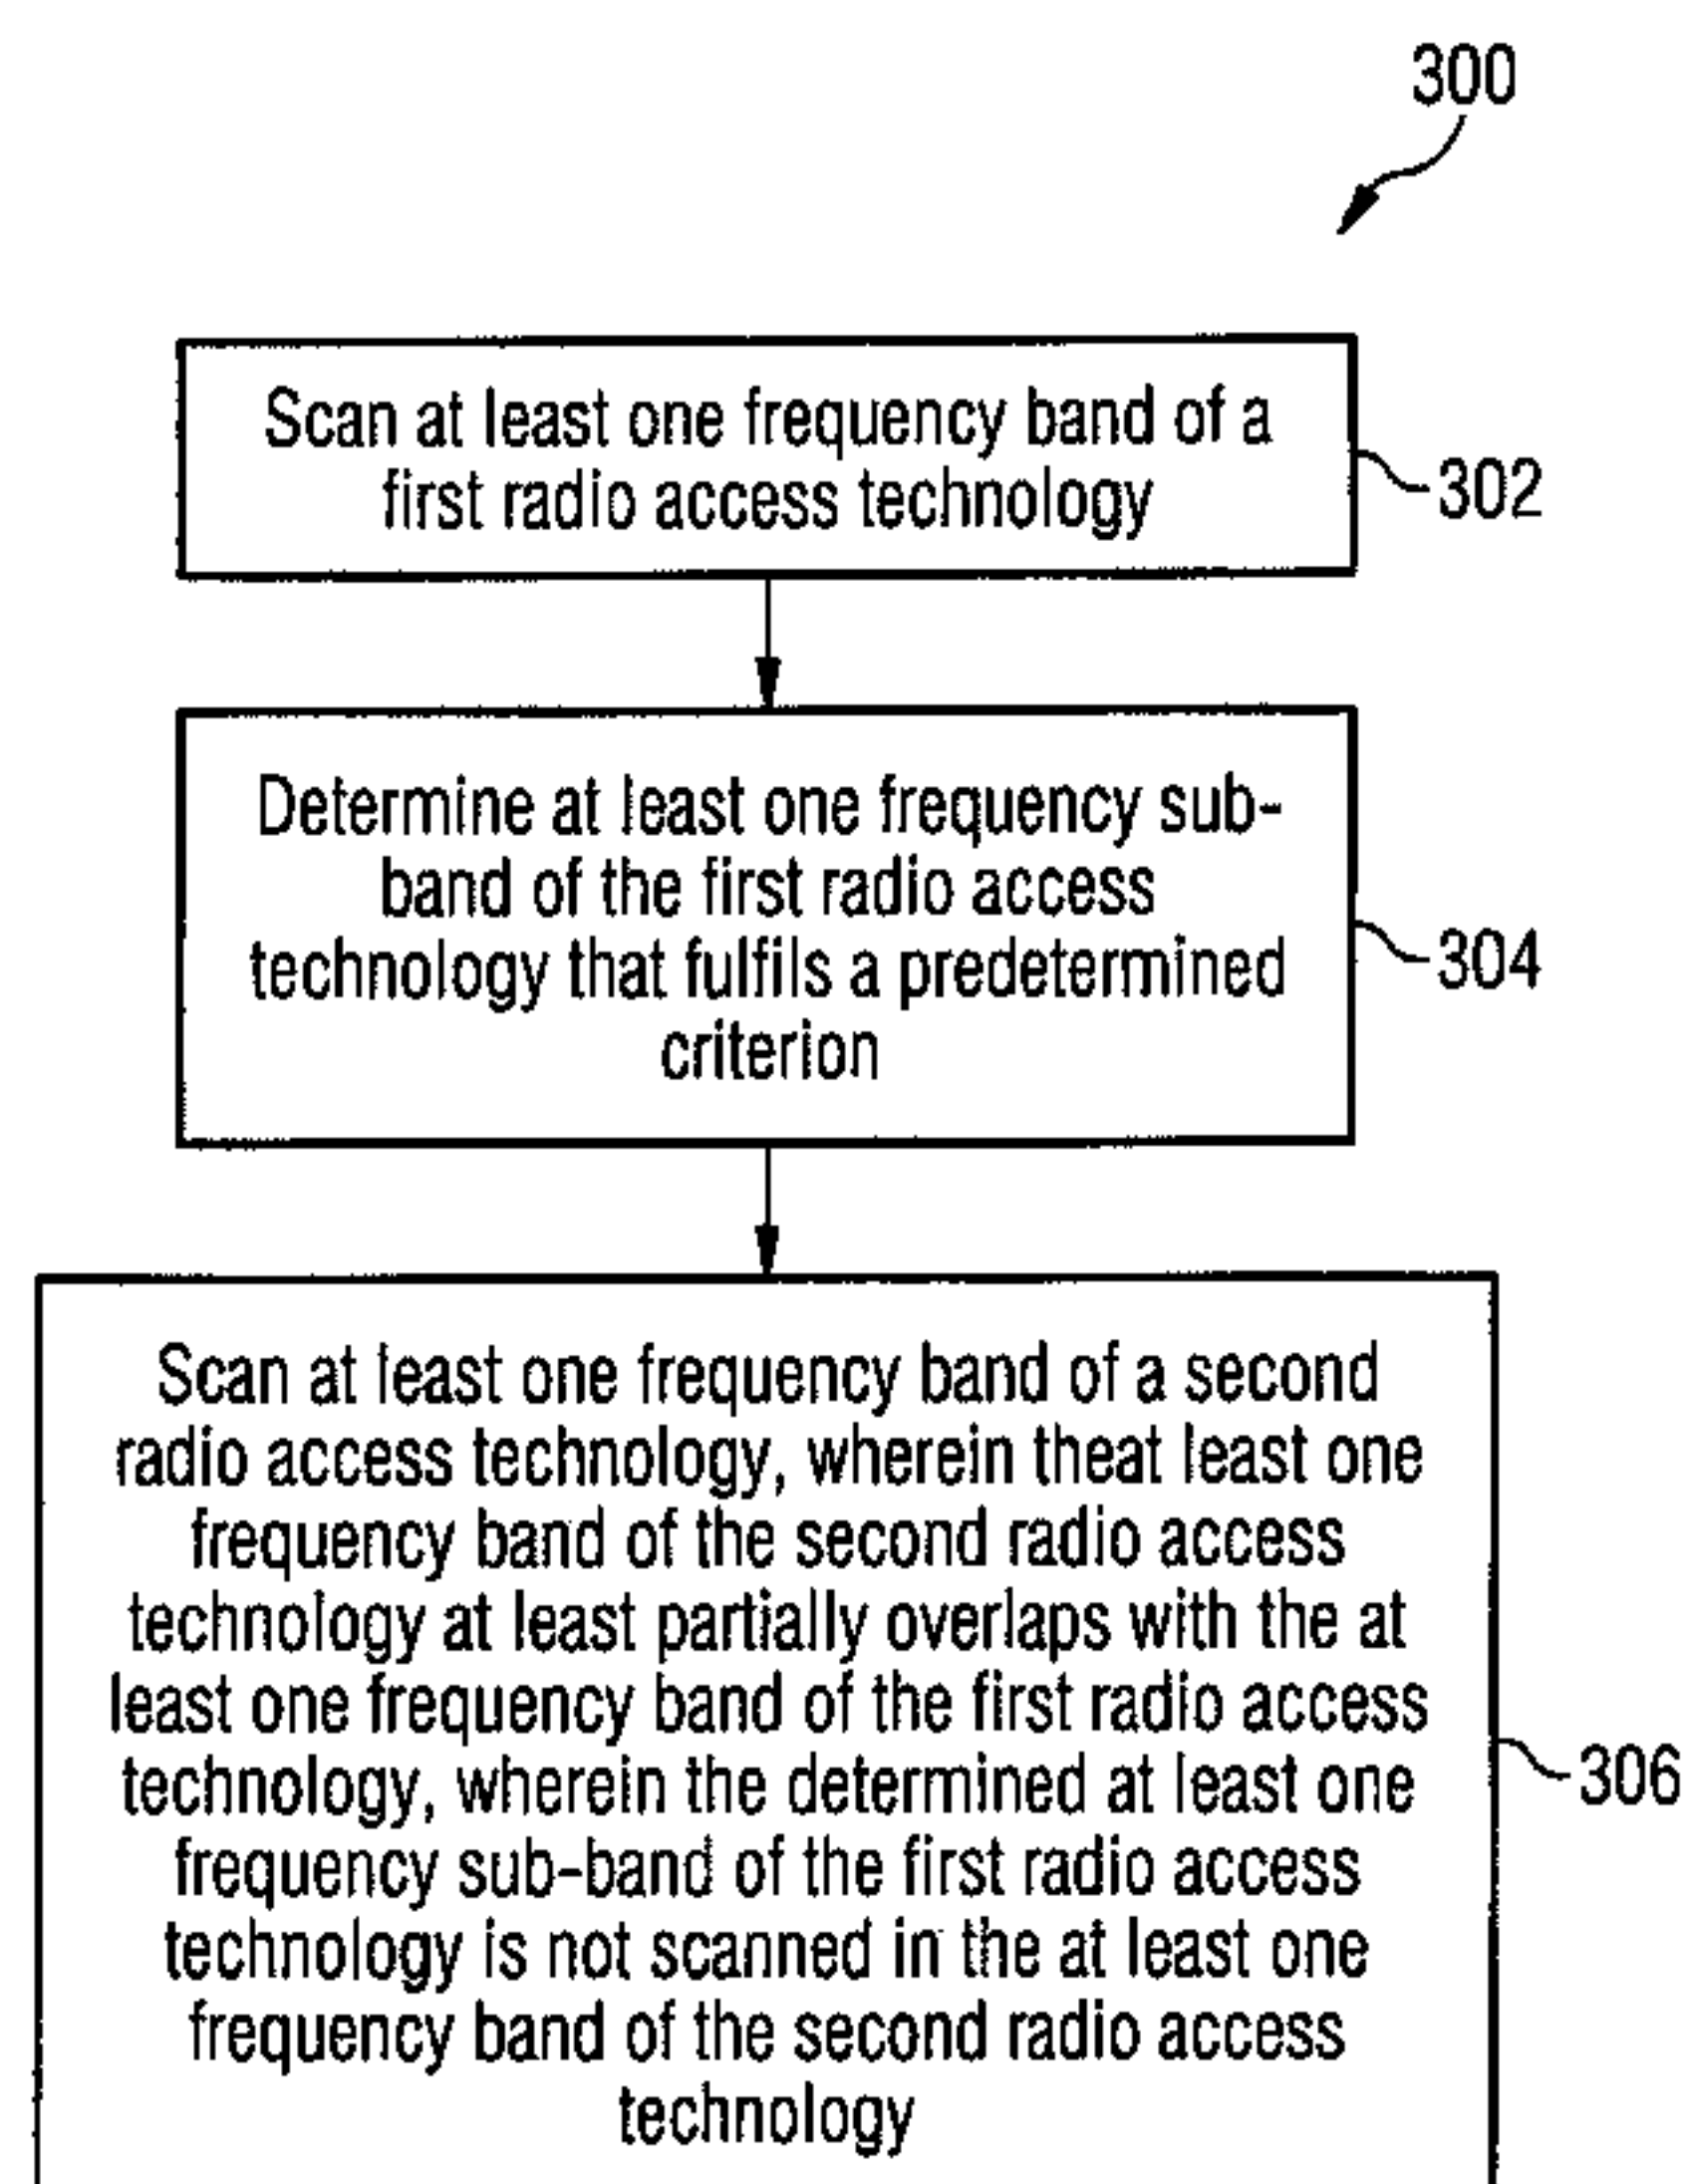 300
Scan at least one frequency band of a
first radio access technology
302
Determine at least one frequency sub-
band of the first radio access
technology that fulfils a predetermined
criterion
304
Scan at least one frequency band of a second
radio access technology, wherein theat least one
frequency band of the second radio access
technology at least partially overlaps with the at
least one frequency band of the first radio access
technology, wherein the determined at least one
frequency sub-band of the first radio access
technology is not scanned in the at least one
frequency band of the second radio access
technology
306